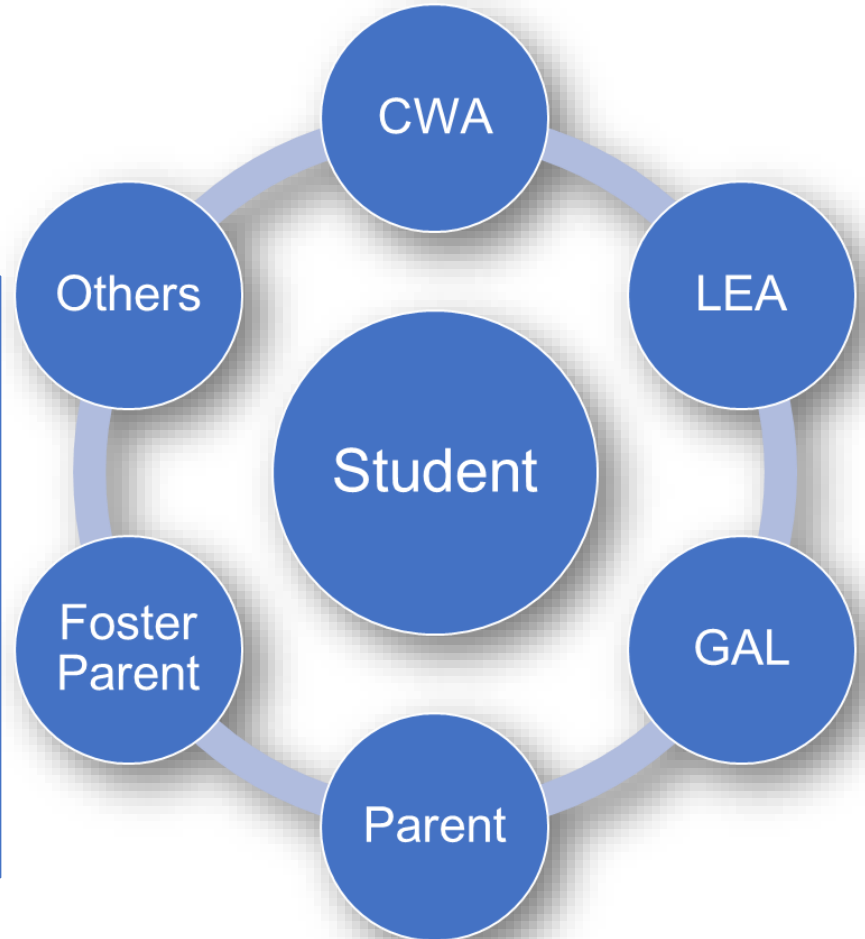 CWA
Others
LEA
Student
Foster
Parent
GAL
Parent